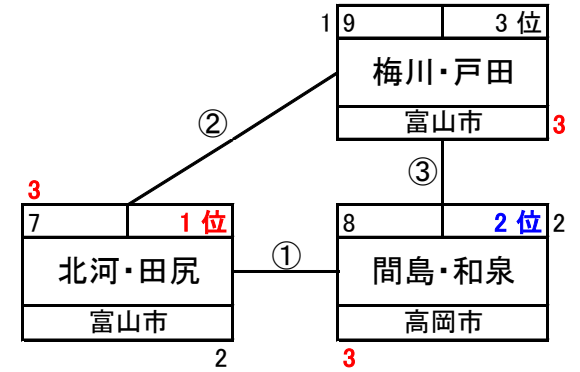 1 9 3 位
梅川・戸田
富山市 3
②
③
3
7 1 位
北河・田尻
富山市
2
①
8 2 位 2
間島・和泉
高岡市
3